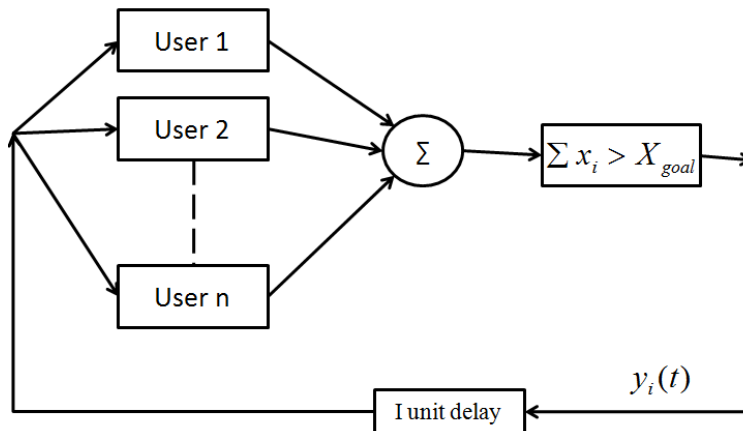 User 1
User 2
Σ
∑ x_i > X_goal
User n
y_i(t)
I unit delay